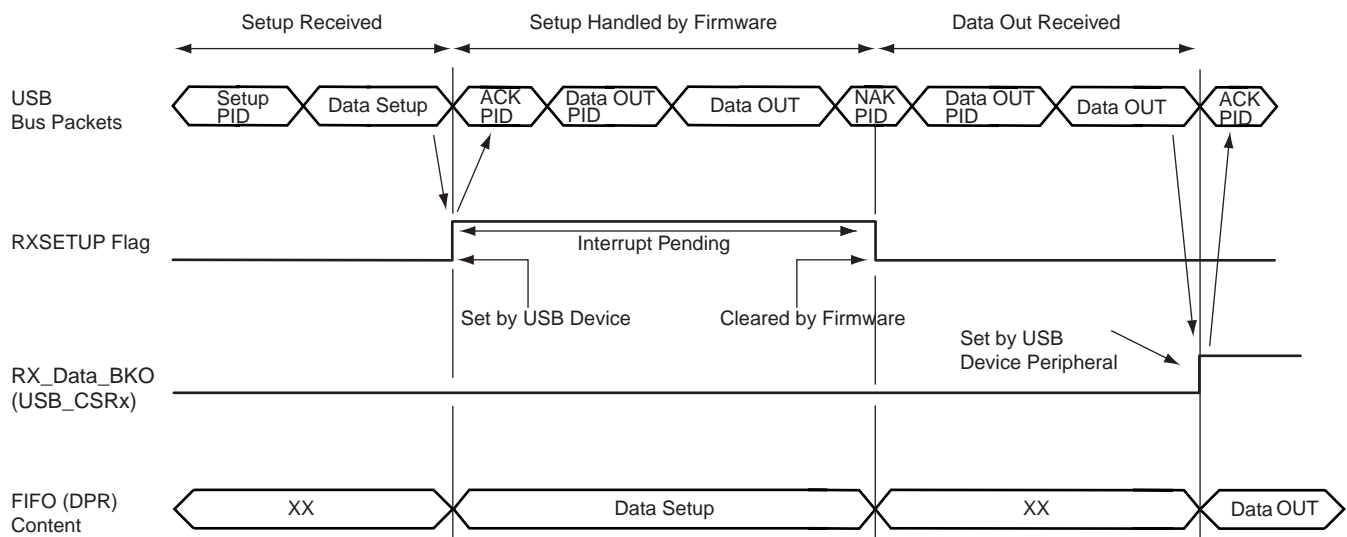 Setup Received
Setup Handled by Firmware
Data Out Received
USB
Bus Packets
Setup
PID
Data Setup
ACK
PID
Data OUT
PID
Data OUT
NAK
PID
Data OUT
PID
Data OUT
ACK
PID
RXSETUP Flag
Interrupt Pending
Set by USB Device
Cleared by Firmware
Set by USB
Device Peripheral
RX_Data_BKO
(USB_CSRx)
FIFO (DPR)
Content
XX
Data Setup
XX
Data OUT